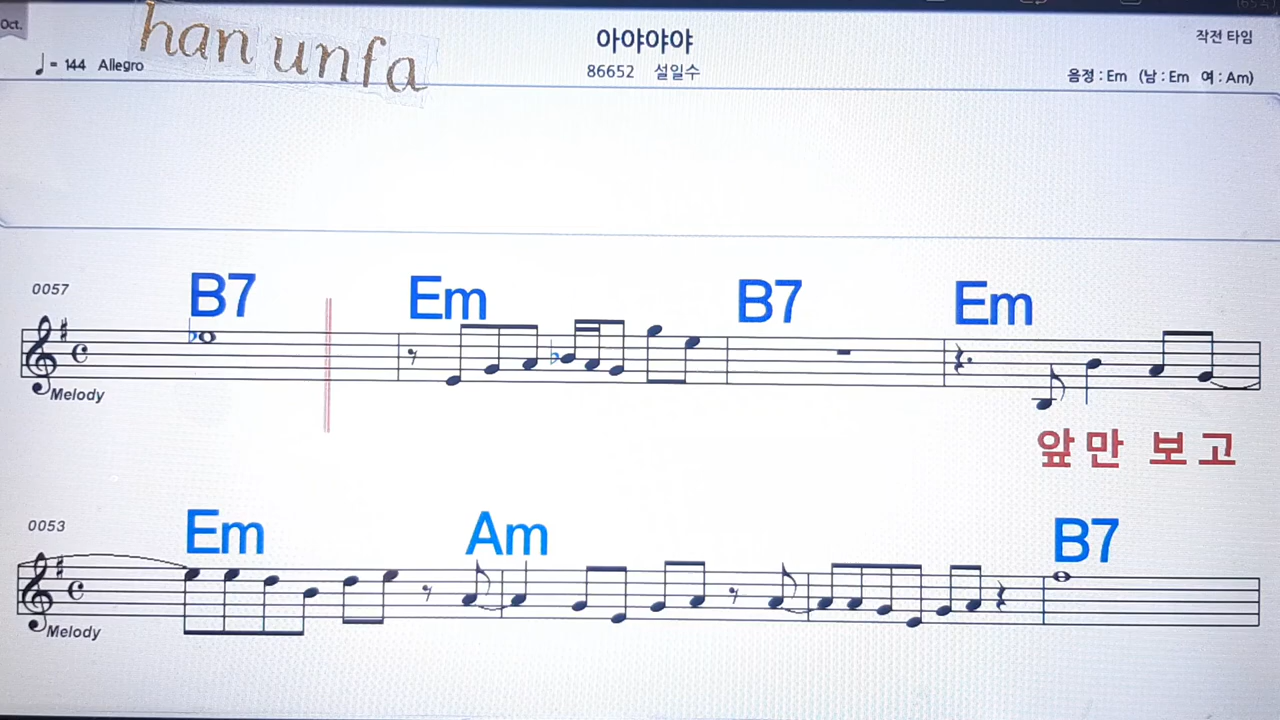 Oct.
han unfa
♩ = 144 Allegro
아야야야
86652 설일수
작전 타임
음정 : Em (남 : Em 여 : Am)
0057
B7 Em B7 Em
Melody
앞만 보고
0053
Em Am B7
Melody